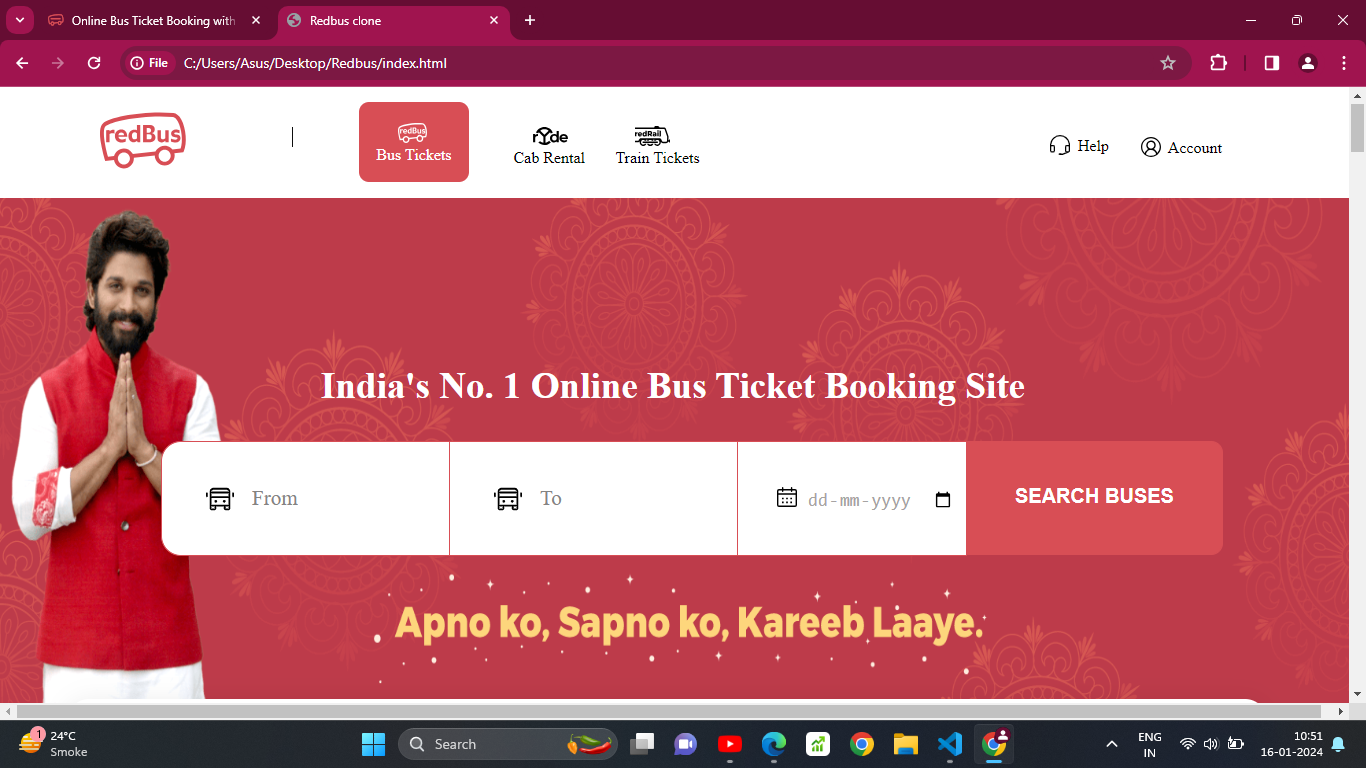 Online Bus Ticket Booking with
Redbus clone
File
C:/Users/Asus/Desktop/Redbus/index.html
redBus
redBus
Bus Tickets
rYde
Cab Rental
redRail
Train Tickets
Help
Account
India's No. 1 Online Bus Ticket Booking Site
From
To
dd-mm-yyyy
SEARCH BUSES
Apno ko, Sapno ko, Kareeb Laaye.
1
24°C
Smoke
Search
ENG
IN
10:51
16-01-2024